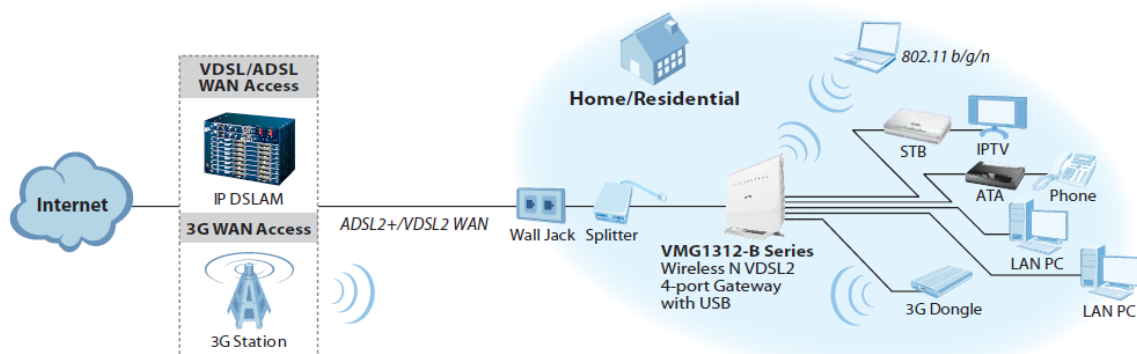 VDSL/ADSL
WAN Access
IP DSLAM
3G WAN Access
3G Station
Internet
ADSL2+/VDSL2 WAN
Home/Residential
802.11 b/g/n
Wall Jack
Splitter
VMG1312-B Series
Wireless N VDSL2
4-port Gateway
with USB
STB
IPTV
ATA
Phone
LAN PC
LAN PC
3G Dongle